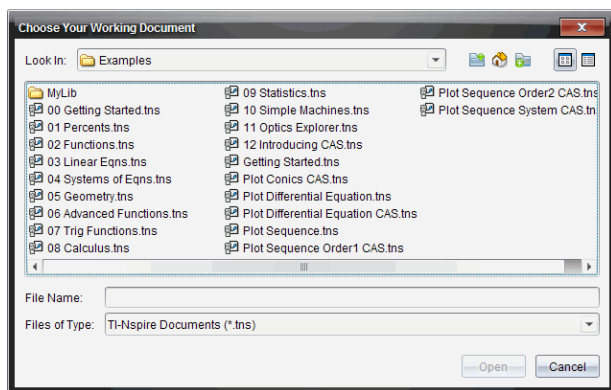 Choose Your Working Document
Look In: Examples
MyLib
00 Getting Started.tns
01 Percents.tns
02 Functions.tns
03 Linear Eqns.tns
04 Systems of Eqns.tns
05 Geometry.tns
06 Advanced Functions.tns
07 Trig Functions.tns
08 Calculus.tns
09 Statistics.tns
10 Simple Machines.tns
11 Optics Explorer.tns
12 Introducing CAS.tns
Getting Started.tns
Plot Conics CAS.tns
Plot Differential Equation.tns
Plot Differential Equation CAS.tns
Plot Sequence.tns
Plot Sequence Order1 CAS.tns
Plot Sequence Order2 CAS.tns
Plot Sequence System CAS.tn
File Name:
Files of Type: TI-Nspire Documents (*.tns)
Open Cancel